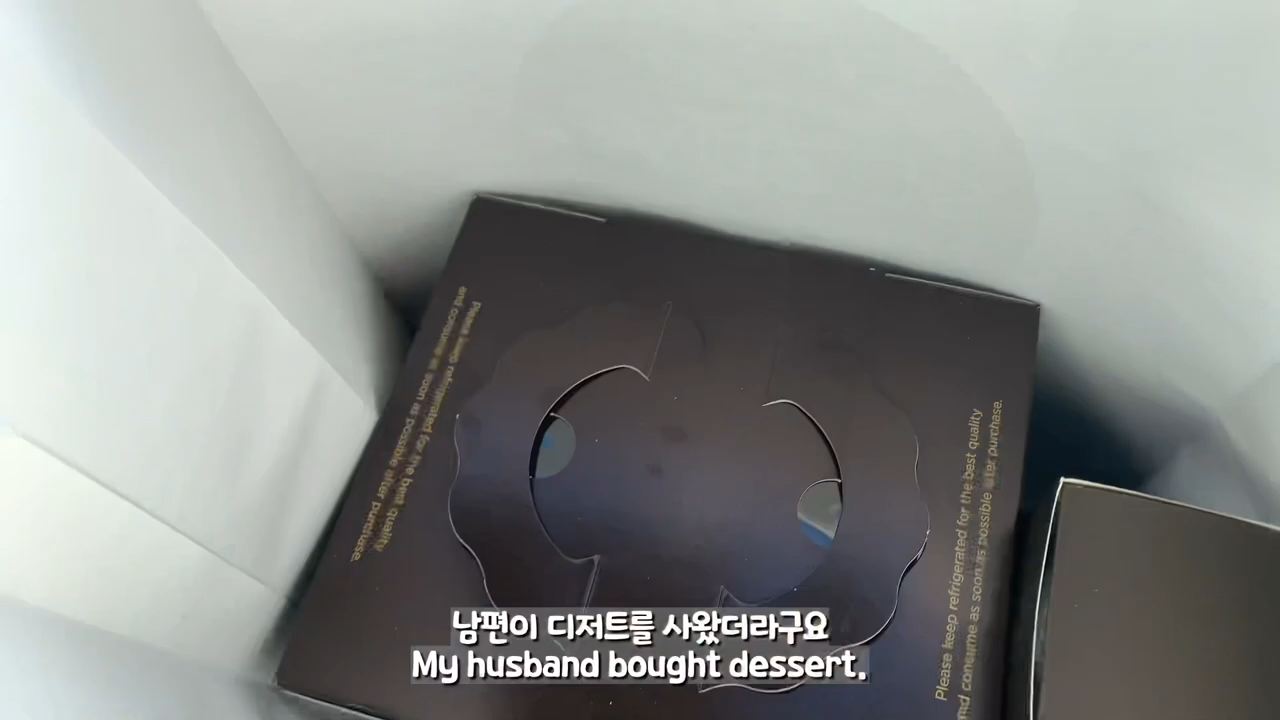 Please keep refrigerated for the best quality
and consume as soon as possible after purchase.
Please keep refrigerated for the best quality
and consume as soon as possible after purchase.
남편이 디저트를 사왔더라구요
My husband bought dessert.